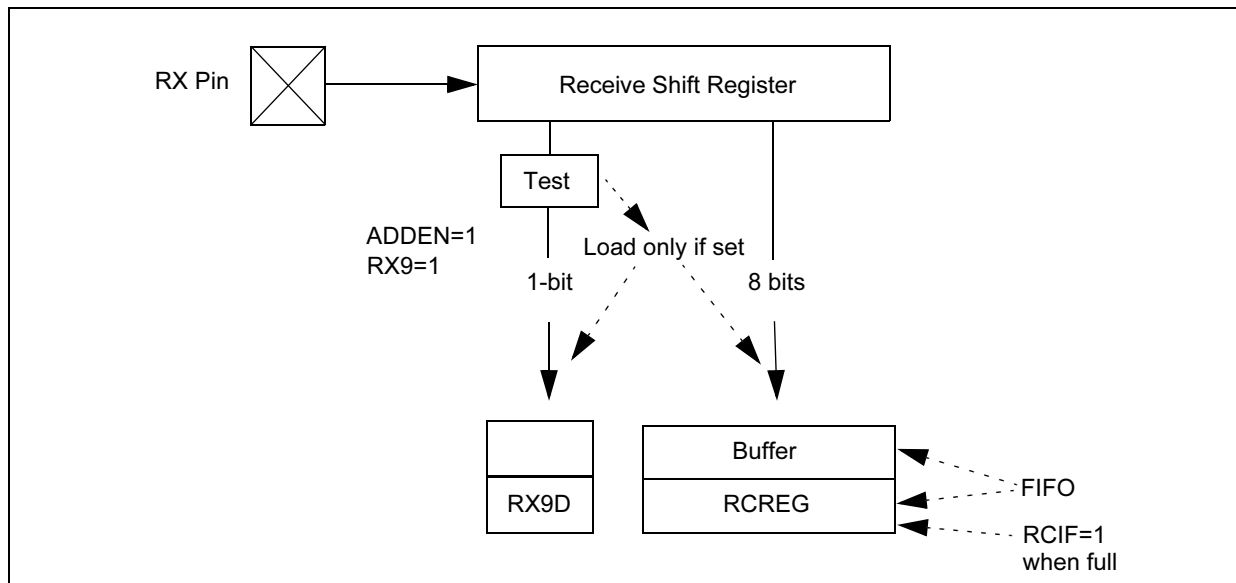 RX Pin
Receive Shift Register
Test
ADDEN=1
RX9=1
Load only if set
1-bit
8 bits
Buffer
RX9D
RCREG
FIFO
RCIF=1
when full